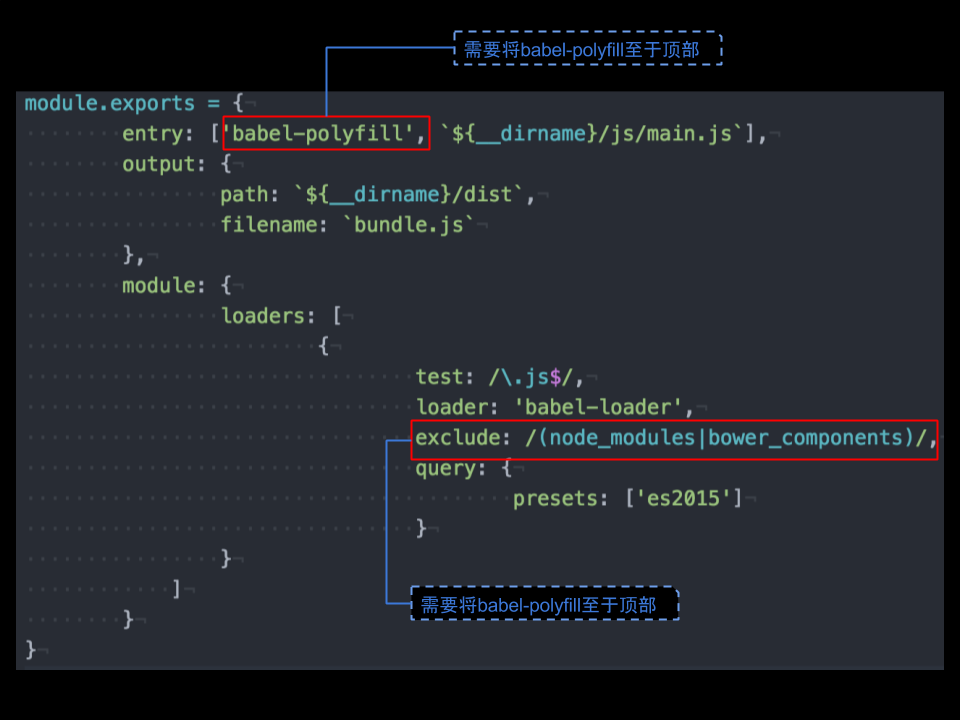 需要将babel-polyfill至于顶部
module.exports = {
entry: ['babel-polyfill', `${__dirname}/js/main.js`],
output: {
path: `${__dirname}/dist`,
filename: `bundle.js`
},
module: {
loaders: [
{
test: /\.js$/,
loader: 'babel-loader',
exclude: /(node_modules|bower_components)/,
query: {
presets: ['es2015']
}
}
]
}
}
需要将babel-polyfill至于顶部